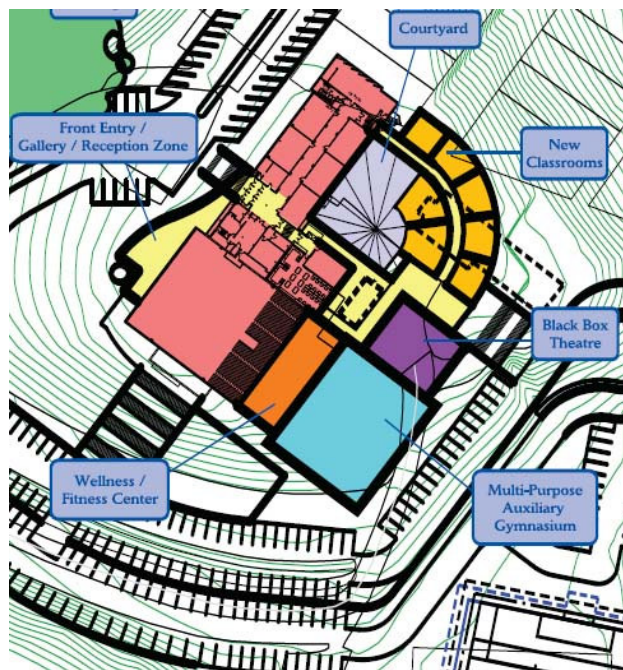 Courtyard
Front Entry /
Gallery / Reception Zone
New
Classrooms
Black Box
Theatre
Wellness /
Fitness Center
Multi-Purpose
Auxiliary
Gymnasium